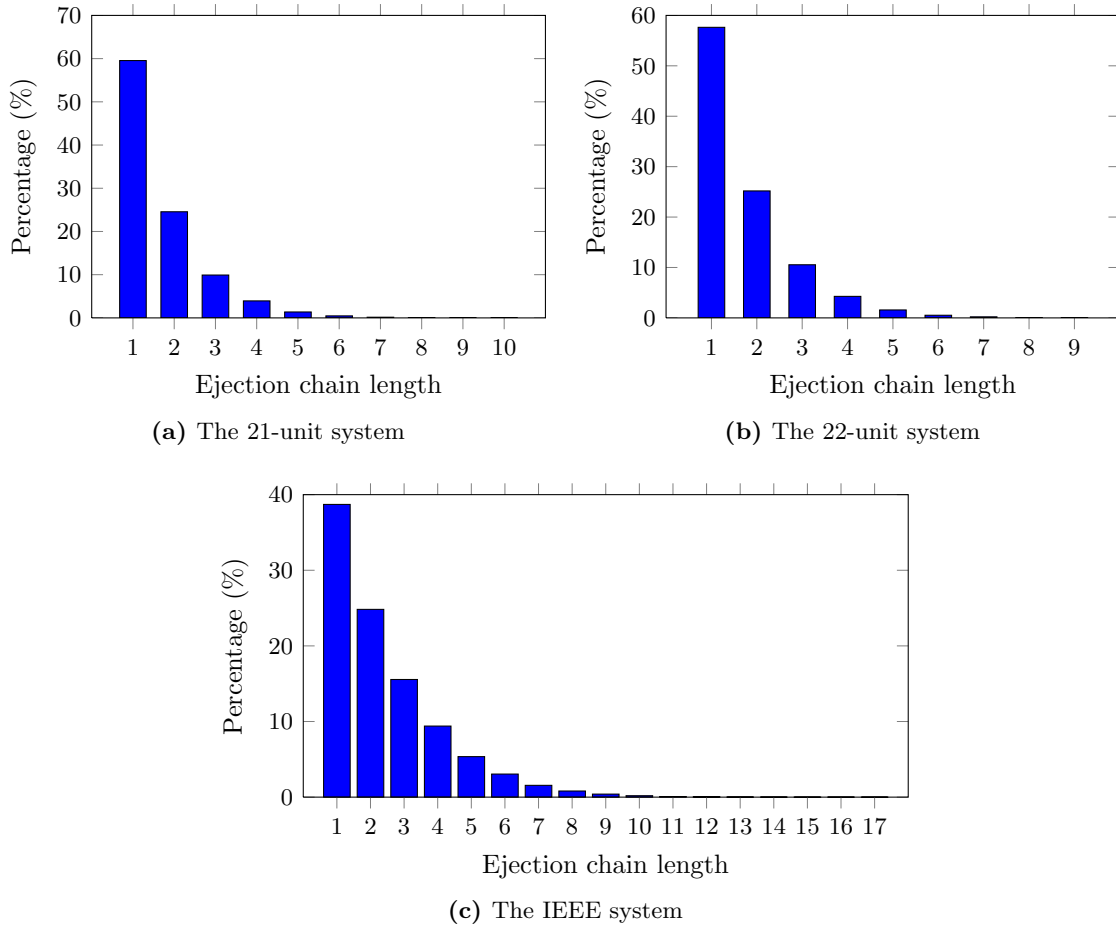 70
60
50
40
30
20
10
0
Percentage (%)
1 2 3 4 5 6 7 8 9 10
Ejection chain length
(a) The 21-unit system
60
50
40
30
20
10
0
Percentage (%)
1 2 3 4 5 6 7 8 9
Ejection chain length
(b) The 22-unit system
40
30
20
10
0
Percentage (%)
1 2 3 4 5 6 7 8 9 10 11 12 13 14 15 16 17
Ejection chain length
(c) The IEEE system